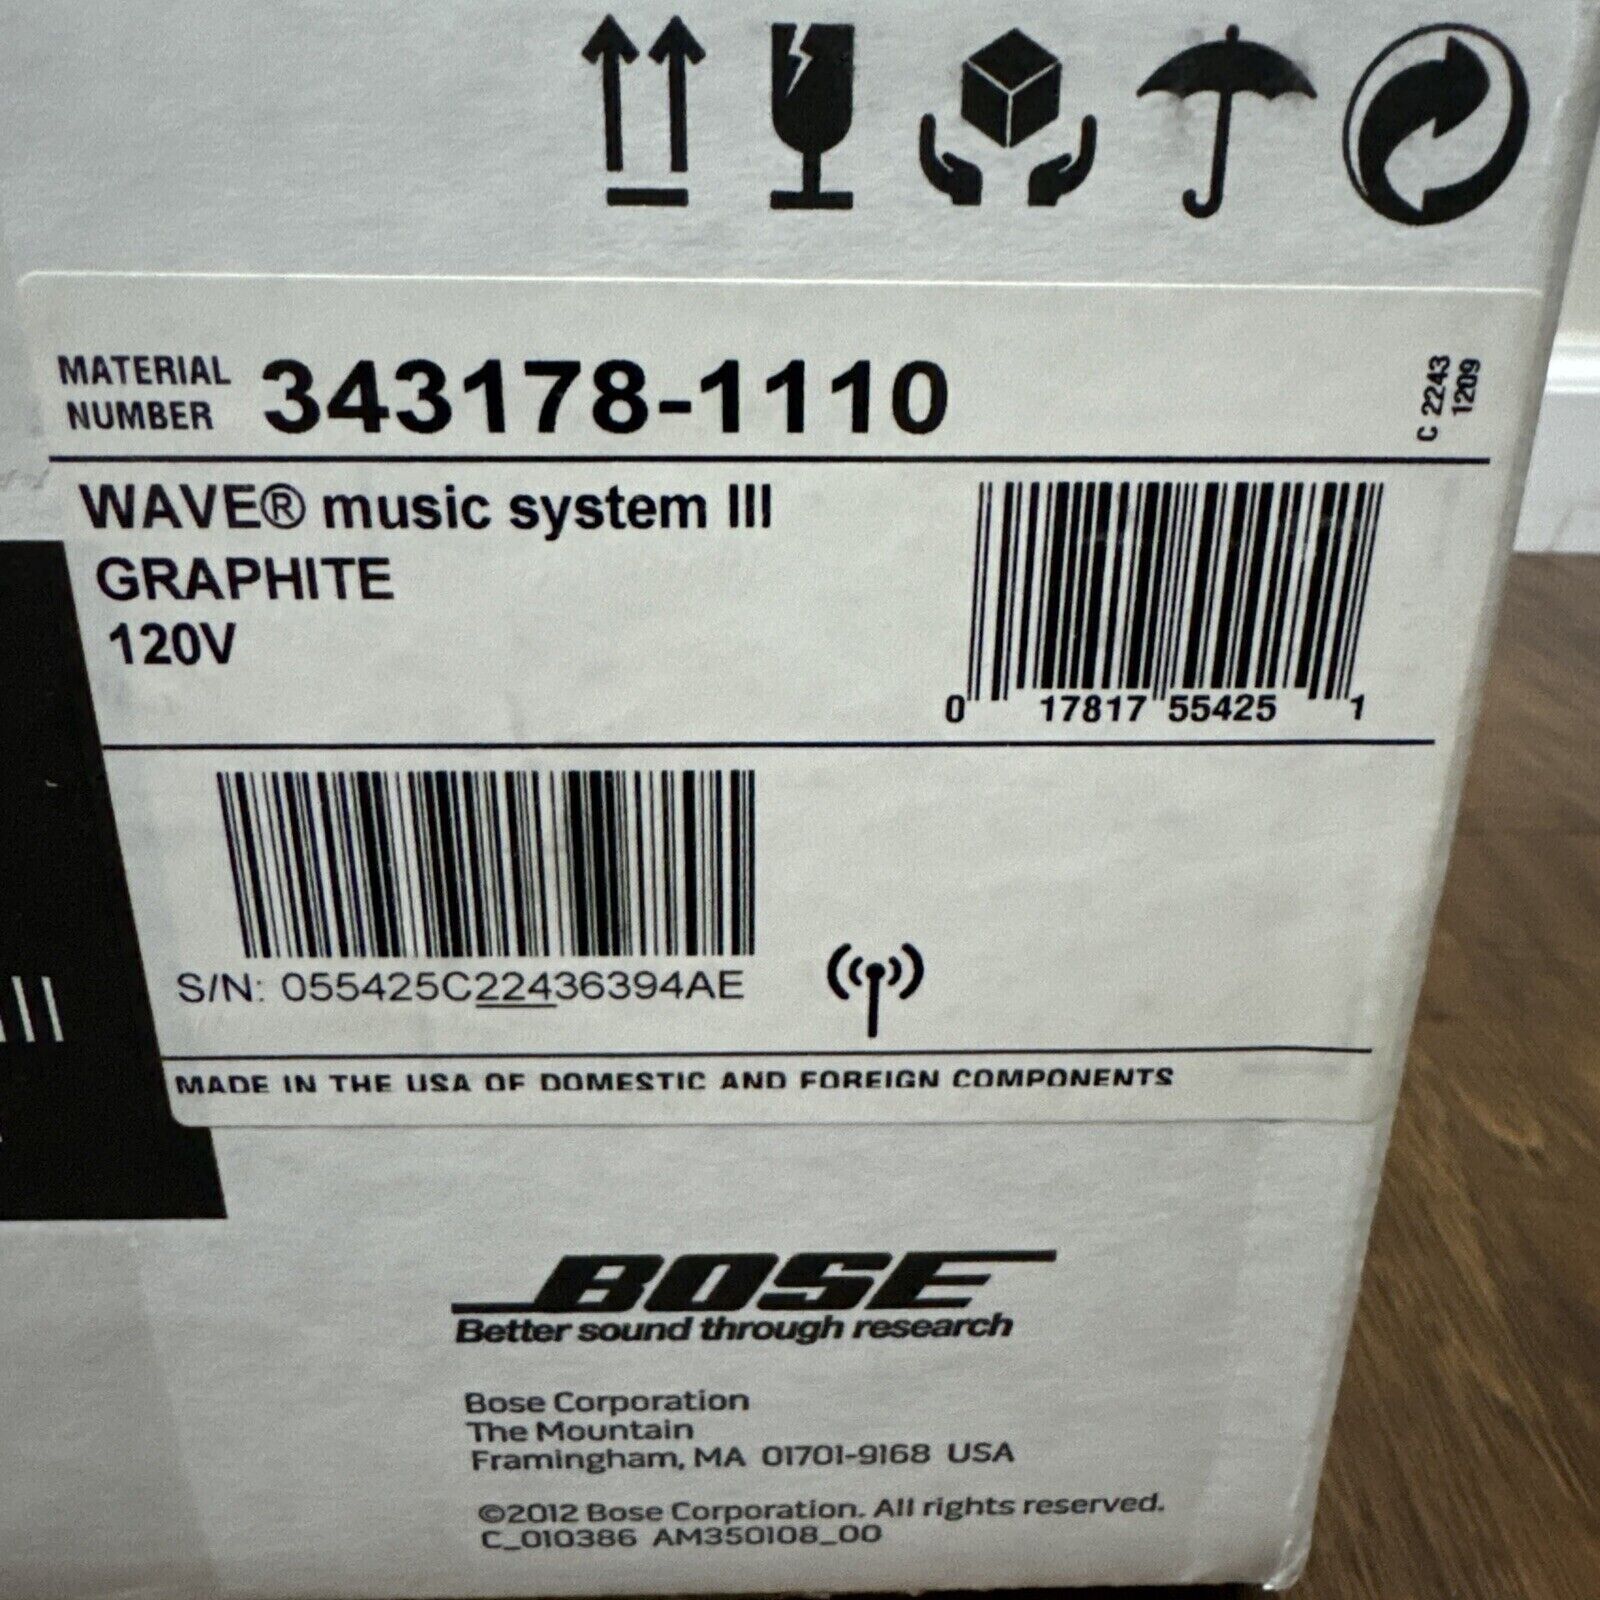 MATERIAL
NUMBER
343178-1110
C 2243
1209
WAVE® music system III
GRAPHITE
120V
0 17817 55425 1
S/N: 055425C22436394AE
MADE IN THE USA OF DOMESTIC AND FOREIGN COMPONENTS
III
BOSE
Better sound through research
Bose Corporation
The Mountain
Framingham, MA 01701-9168 USA
©2012 Bose Corporation. All rights reserved.
C_010386 AM350108_00